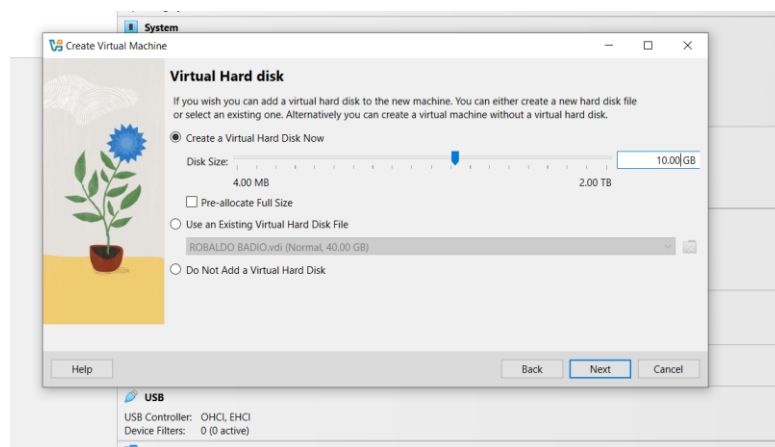 System
Create Virtual Machine
Virtual Hard disk
If you wish you can add a virtual hard disk to the new machine. You can either create a new hard disk file
or select an existing one. Alternatively you can create a virtual machine without a virtual hard disk.
Create a Virtual Hard Disk Now
Disk Size:
10.00 GB
4.00 MB 2.00 TB
Pre-allocate Full Size
Use an Existing Virtual Hard Disk File
ROBALDO BADIO.vdi (Normal, 40.00 GB)
Do Not Add a Virtual Hard Disk
Help Back Next Cancel
USB
USB Controller: OHCI, EHCI
Device Filters: 0 (0 active)